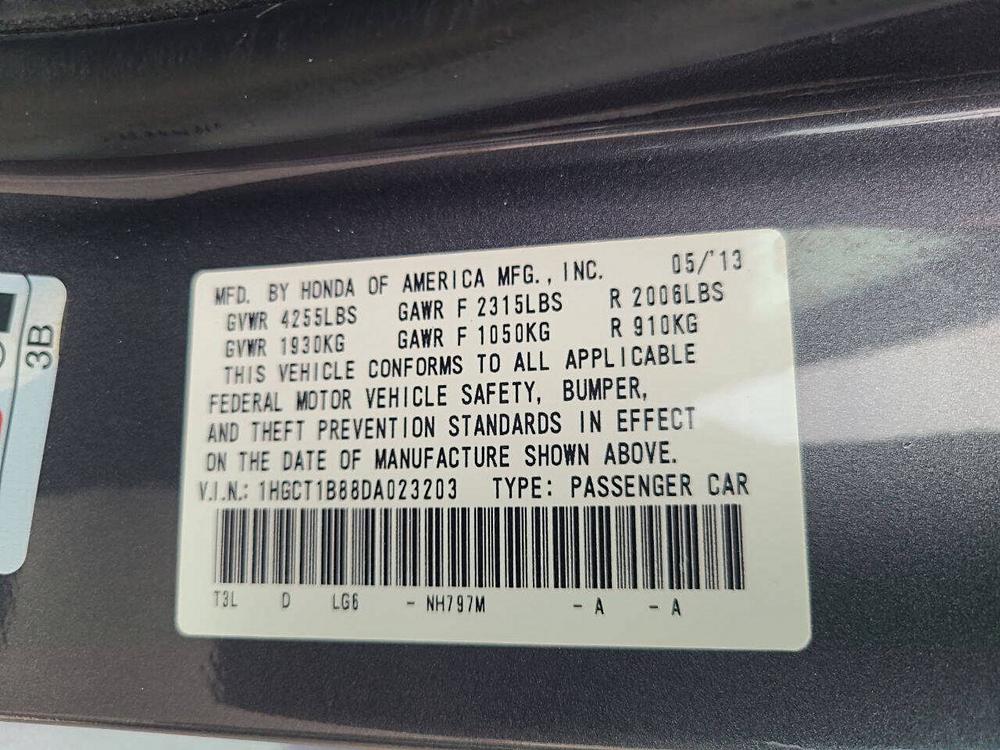 MFD. BY HONDA OF AMERICA MFG., INC. 05/'13
GVWR 4255LBS GAWR F 2315LBS R 2006LBS
GVWR 1930KG GAWR F 1050KG R 910KG
THIS VEHICLE CONFORMS TO ALL APPLICABLE
FEDERAL MOTOR VEHICLE SAFETY, BUMPER,
AND THEFT PREVENTION STANDARDS IN EFFECT
ON THE DATE OF MANUFACTURE SHOWN ABOVE.
V.I.N.: 1HGCT1B88DA023203 TYPE: PASSENGER CAR
T3L D LG6 - NH797M - A - A
3B